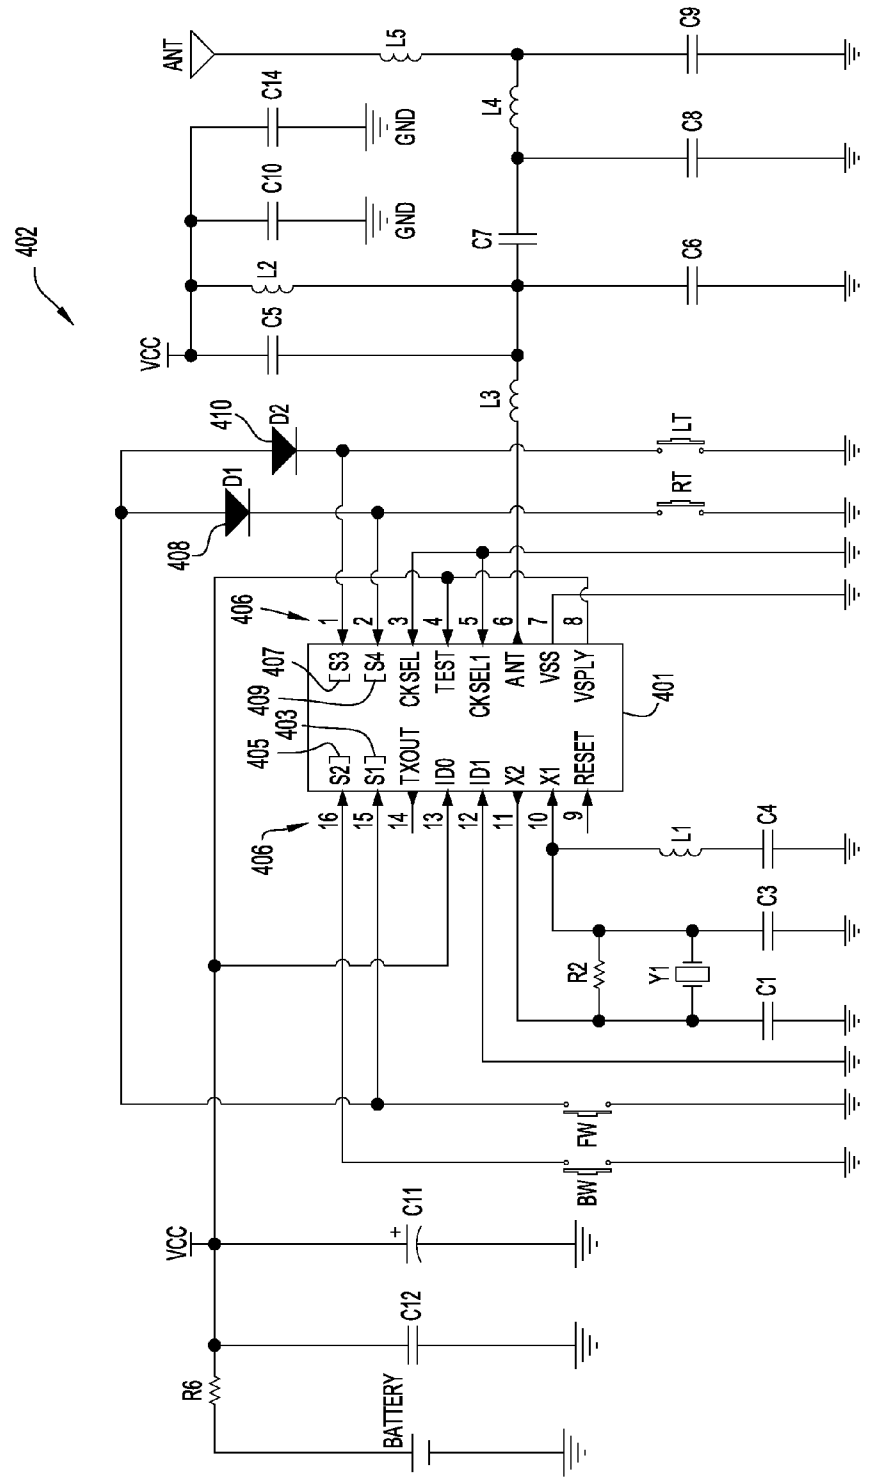 402
VCC
C5
L2
C10
GND
C14
GND
ANT
L5
L4
C9
C8
C7
C6
L3
410
D2
408
D1
LT
RT
406
1
2
3
4
5
6
7
8
407
S3
409
S4
CKSEL
TEST
CKSEL1
ANT
VSS
VSPLY
401
405
S2
403
S1
TXOUT
ID0
ID1
X2
X1
RESET
406
16
15
14
13
12
11
10
9
L1
C4
C3
R2
Y1
C1
FW
BW
VCC
C11
+
C12
R6
BATTERY